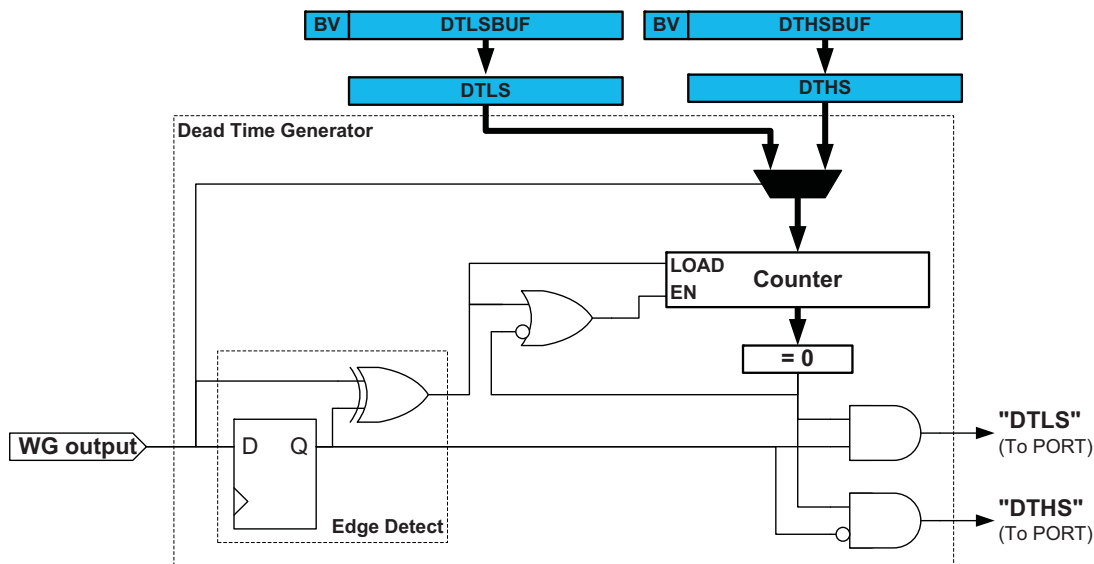 BV DTLSBUF BV DTHSBUF
DTLS DTHS
Dead Time Generator
LOAD
EN
Counter
= 0
WG output
D Q
Edge Detect
"DTLS"
(To PORT)
"DTHS"
(To PORT)